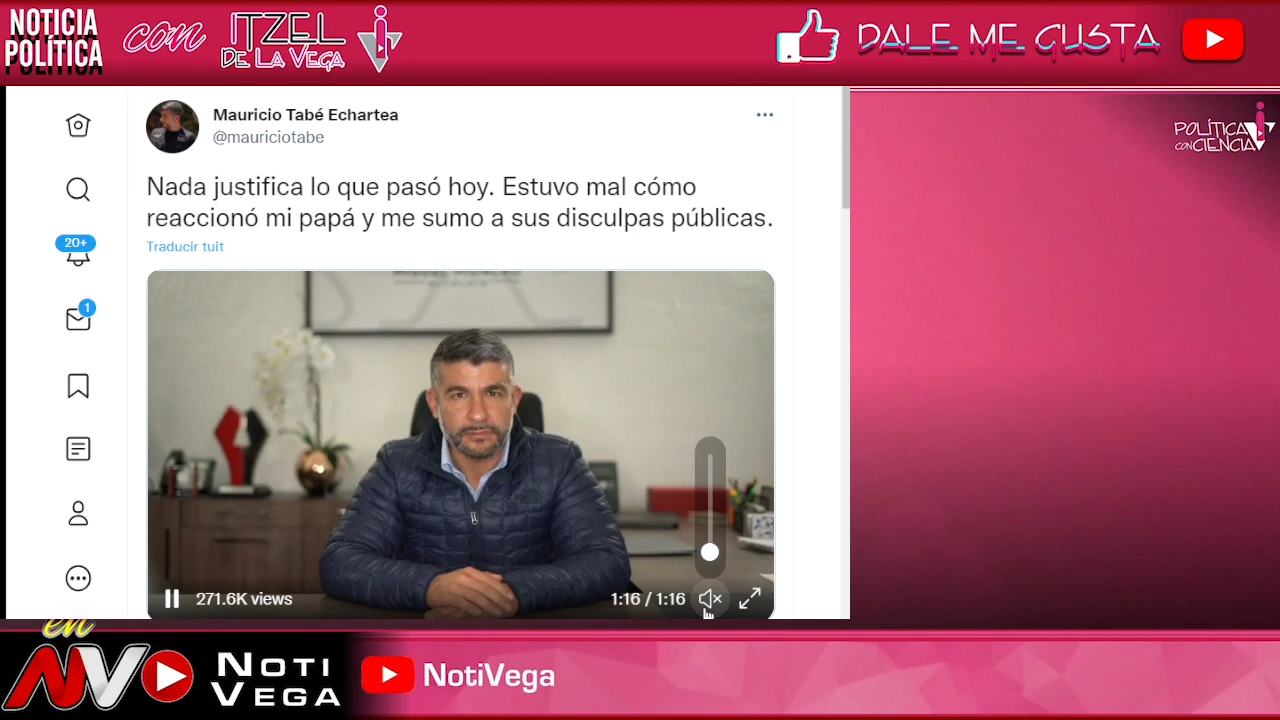 NOTICIA
POLÍTICA
con
ITZEL
DE LA VEGA
DALE ME GUSTA
Mauricio Tabé Echartea
@mauriciotabe
POLÍTICA
CON CIENCIA
Nada justifica lo que pasó hoy. Estuvo mal cómo
reaccionó mi papá y me sumo a sus disculpas públicas.
20+
Traducir tuit
1
271.6K views
1:16 / 1:16
en
NV
NOTI
VEGA
NotiVega